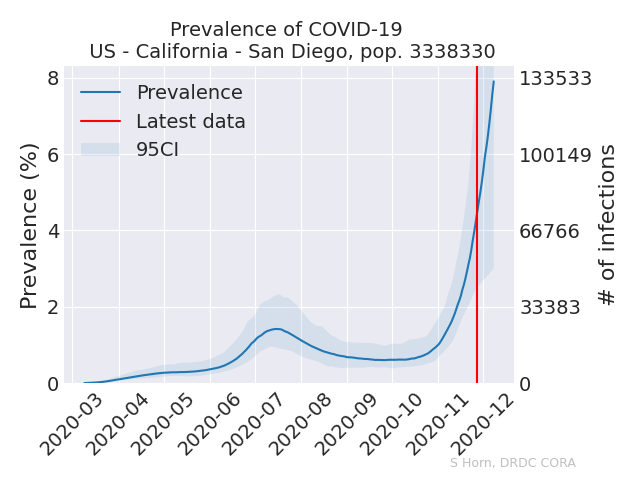 Prevalence of COVID-19
US - California - San Diego, pop. 3338330
Prevalence
Latest data
95CI
Prevalence (%)
8
6
4
2
0
133533
100149
66766
33383
0
# of infections
2020-03
2020-04
2020-05
2020-06
2020-07
2020-08
2020-09
2020-10
2020-11
2020-12
S Horn, DRDC CORA